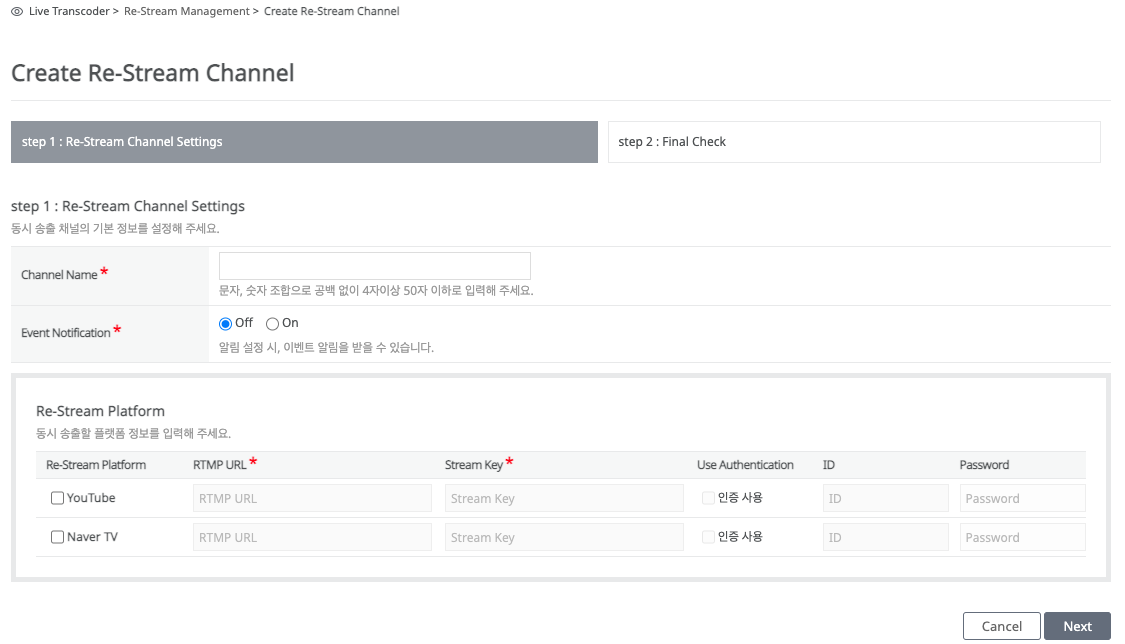 Live Transcoder > Re-Stream Management > Create Re-Stream Channel
Create Re-Stream Channel
step 1 : Re-Stream Channel Settings
step 2 : Final Check
step 1 : Re-Stream Channel Settings
동시 송출 채널의 기본 정보를 설정해 주세요.
Channel Name *
문자, 숫자 조합으로 공백 없이 4자이상 50자 이하로 입력해 주세요.
Event Notification *
Off On
알림 설정 시, 이벤트 알림을 받을 수 있습니다.
Re-Stream Platform
동시 송출할 플랫폼 정보를 입력해 주세요.
Re-Stream Platform RTMP URL * Stream Key * Use Authentication ID Password
YouTube RTMP URL Stream Key 인증 사용 ID Password
Naver TV RTMP URL Stream Key 인증 사용 ID Password
Cancel Next